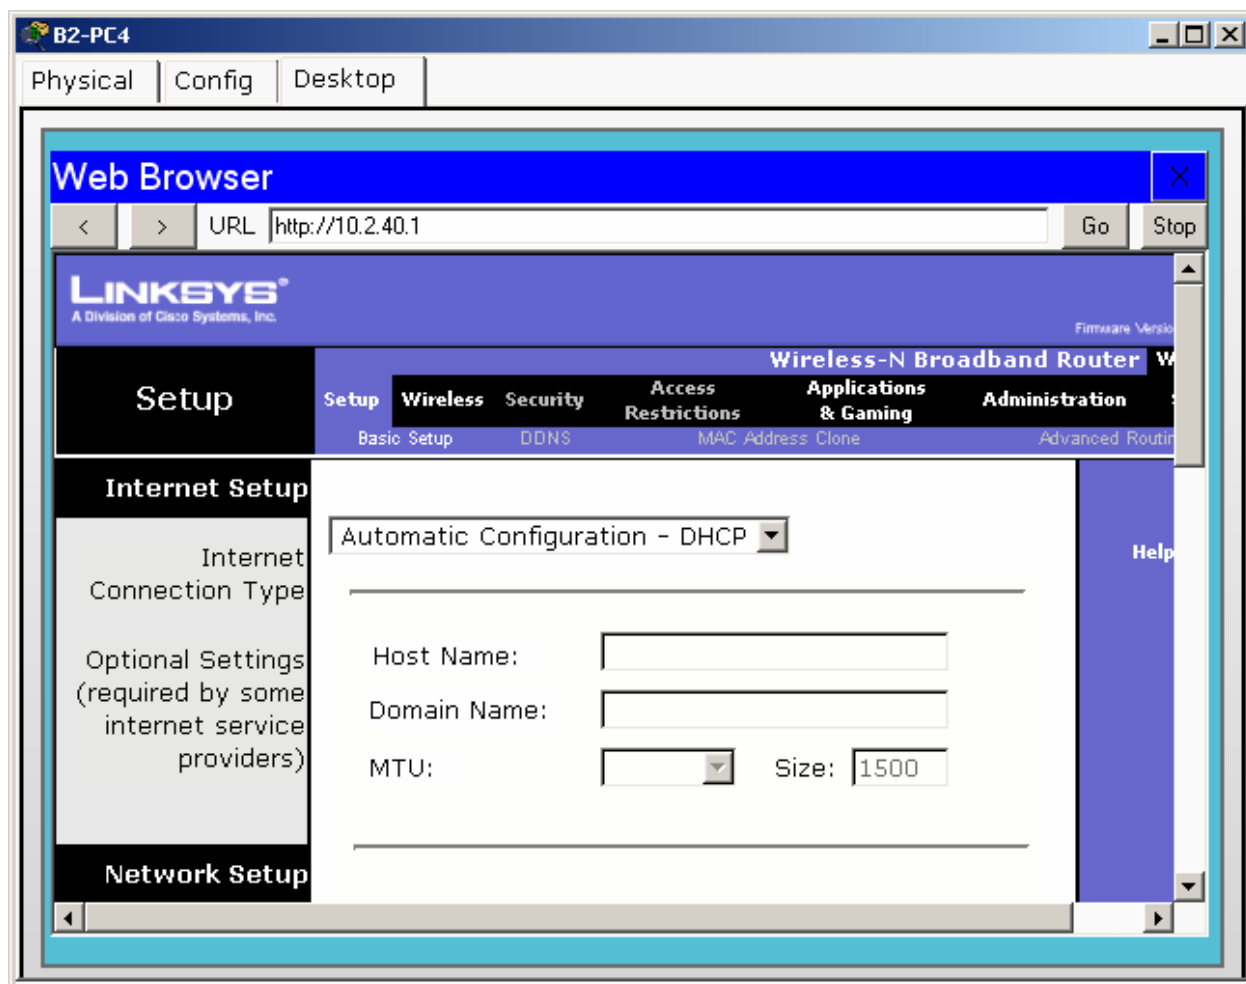 B2-PC4
Physical Config Desktop
Web Browser
< > URL http://10.2.40.1 Go Stop
LINKSYS®
A Division of Cisco Systems, Inc.
Firmware
Wireless-N Broadband Router
Setup
Setup Wireless Security Access Restrictions Applications & Gaming Administration
Basic Setup DDNS MAC Address Clone Advanced
Internet Setup
Automatic Configuration - DHCP
Internet
Connection Type
Help
Optional Settings
(required by some
internet service
providers)
Host Name:
Domain Name:
MTU: Size: 1500
Network Setup